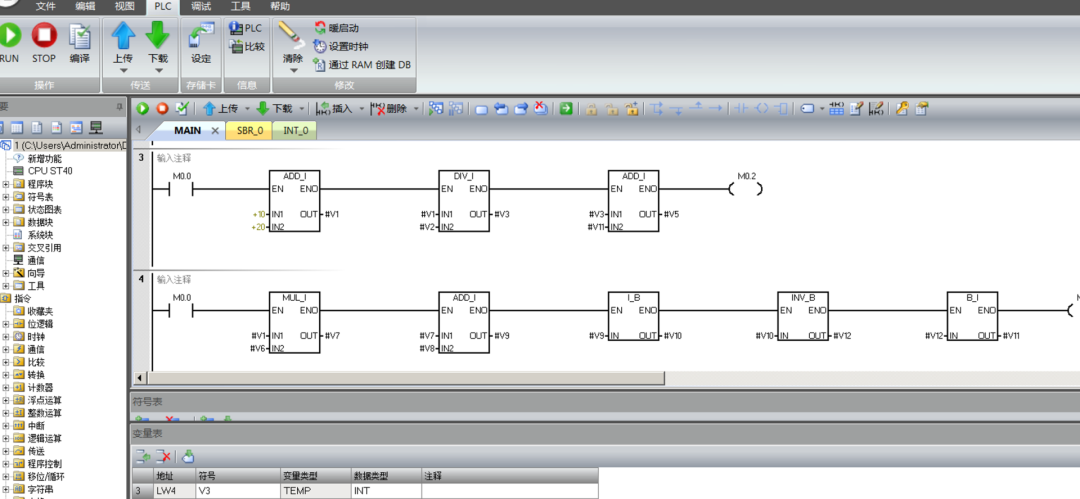 文件 编辑 视图 PLC 调试 工具 帮助
RUN STOP 编译 上传 下载 设定 PLC 比较 清除 暖启动
设置时钟
通过 RAM 创建 DB
操作 传送 存储卡 信息 修改
要
上传 下载 插入 删除
MAIN SBR_0 INT_0
1 (C:\Users\Administrator\D
新增功能
CPU ST40
程序块
符号表
状态图表
数据块
系统块
交叉引用
通信
向导
工具
指令
收藏夹
位逻辑
时钟
通信
比较
转换
计数器
浮点运算
整数运算
中断
逻辑运算
传送
程序控制
移位/循环
字符串
3 输入注释
M0.0 ADD_I DIV_I ADD_I M0.2
EN ENO EN ENO EN ENO
+10 IN1 OUT #V1 #V1 IN1 OUT #V3 #V3 IN1 OUT #V5
+20 IN2 #V2 IN2 #V11 IN2
4 输入注释
M0.0 MUL_I ADD_I I_B INV_B B_I
EN ENO EN ENO EN ENO EN ENO EN ENO
#V1 IN1 OUT #V7 #V7 IN1 OUT #V9 #V9 IN OUT #V10 #V10 IN OUT #V12 #V12 IN OUT #V11
#V6 IN2 #V8 IN2
符号表
变量表
地址 符号 变量类型 数据类型 注释
3 LW4 V3 TEMP INT